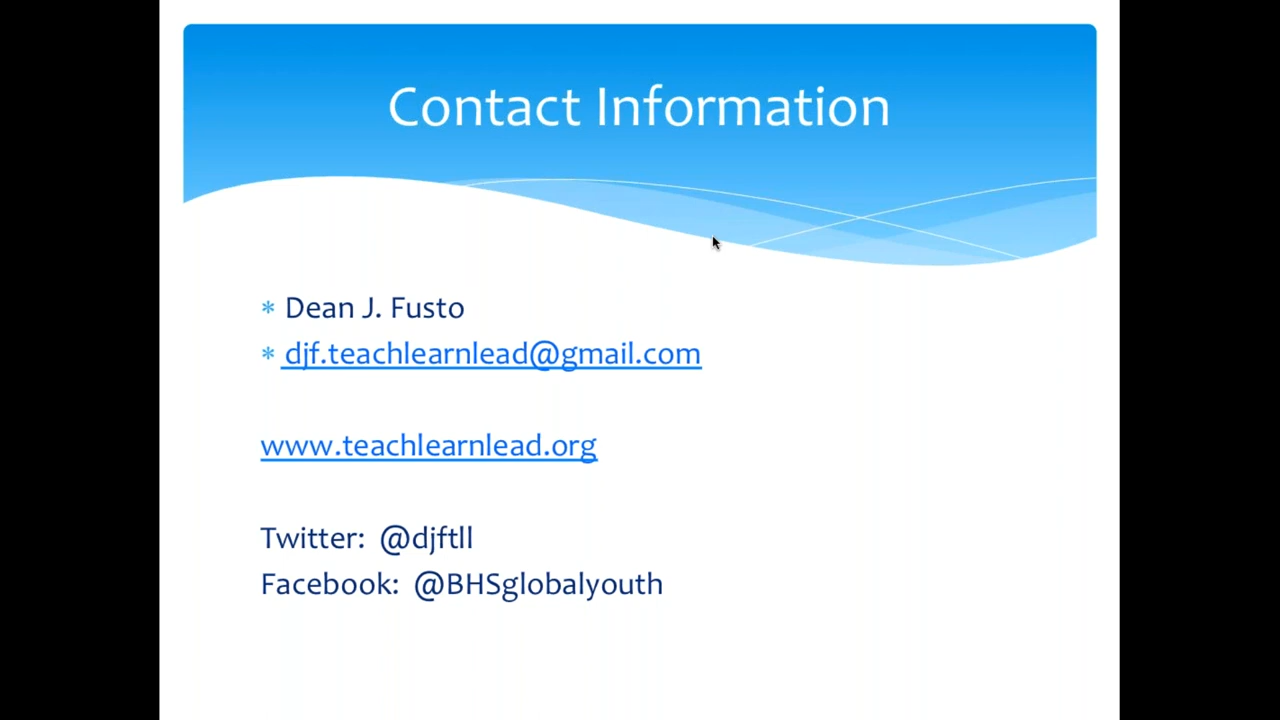 Contact Information
* Dean J. Fusto
* djf.teachlearnlead@gmail.com
www.teachlearnlead.org
Twitter: @djftll
Facebook: @BHSglobalyouth